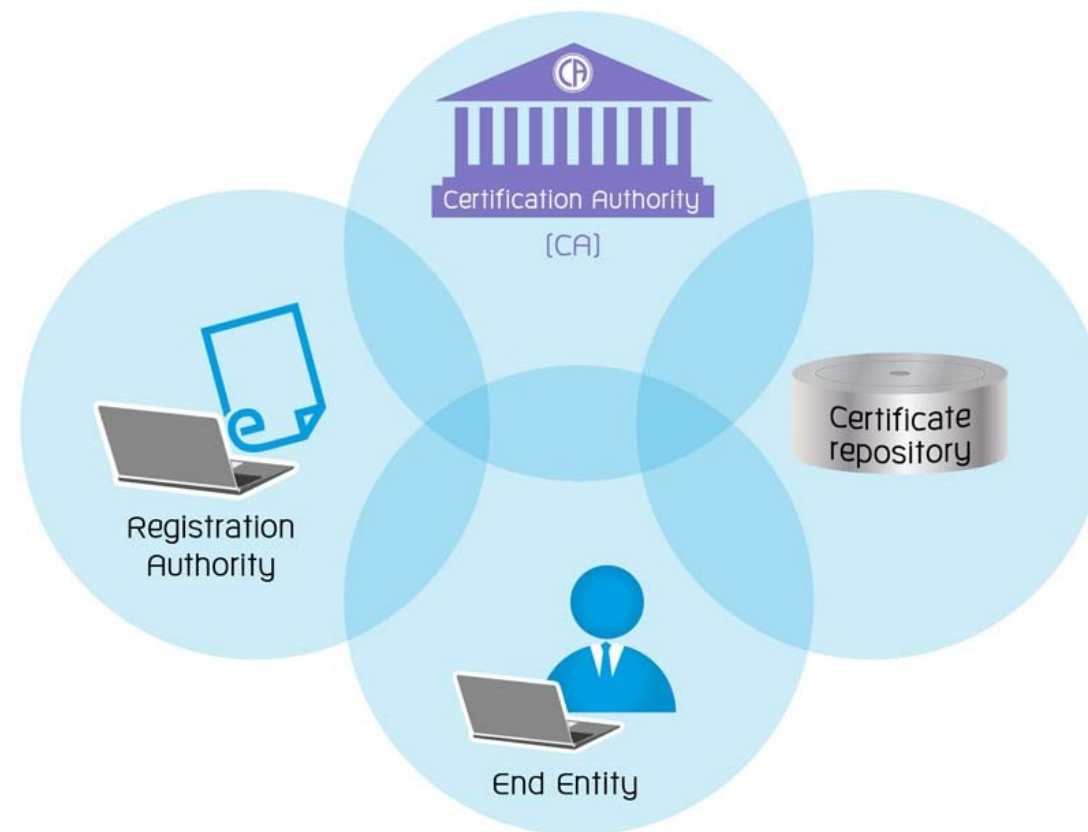 CA
Certification Authority
(CA)
Certificate
repository
Registration
Authority
End Entity